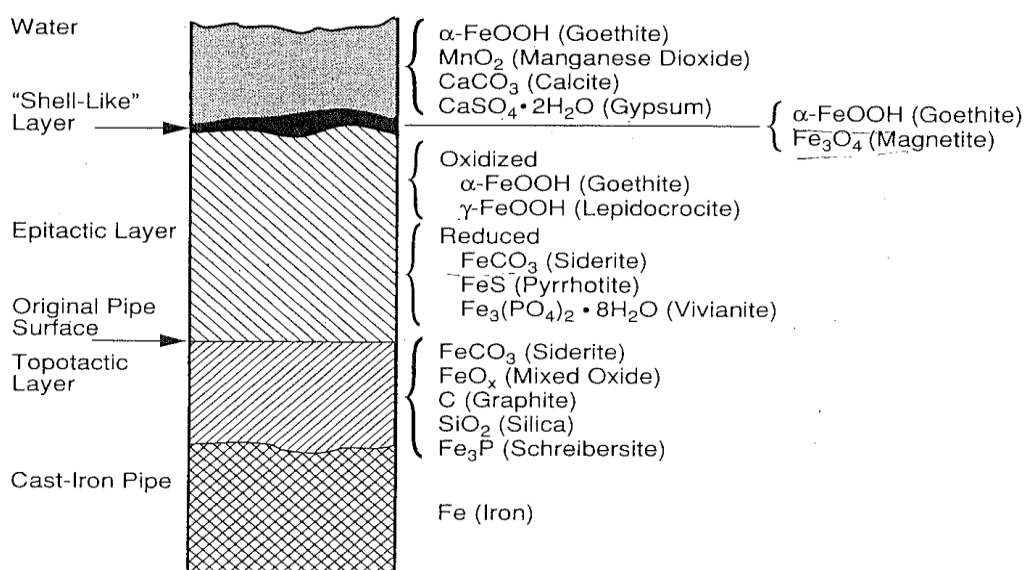 Water
"Shell-Like"
Layer
Epitactic Layer
Original Pipe
Surface
Topotactic
Layer
Cast-Iron Pipe
α-FeOOH (Goethite)
MnO₂ (Manganese Dioxide)
CaCO₃ (Calcite)
CaSO₄•2H₂O (Gypsum)
α-FeOOH (Goethite)
Fe₃O₄ (Magnetite)
Oxidized
α-FeOOH (Goethite)
γ-FeOOH (Lepidocrocite)
Reduced
FeCO₃ (Siderite)
FeS (Pyrrhotite)
Fe₃(PO₄)₂ • 8H₂O (Vivianite)
FeCO₃ (Siderite)
FeOₓ (Mixed Oxide)
C (Graphite)
SiO₂ (Silica)
Fe₃P (Schreibersite)
Fe (Iron)